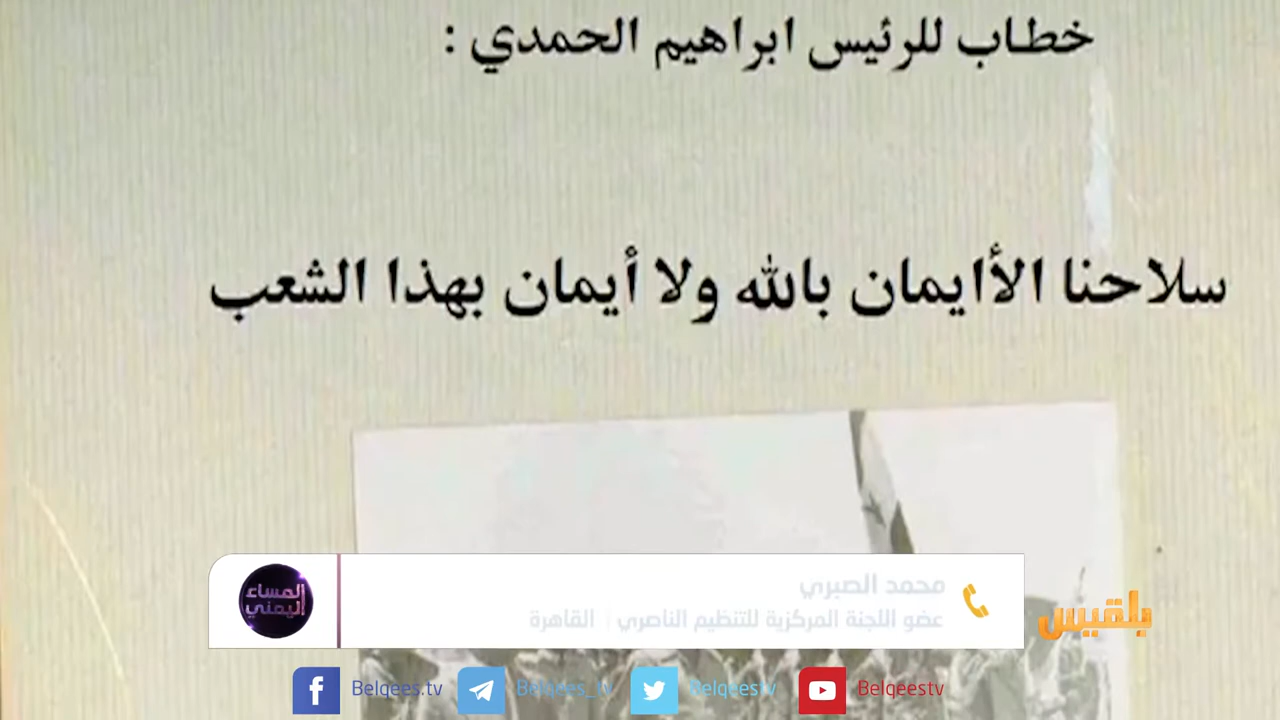 خطاب للرئيس ابراهيم الحمدي :
سلاحنا الأايمان بالله ولا أيمان بهذا الشعب
محمد الصبري
عضو اللجنة المركزية للتنظيم الناصري | القاهرة
المساء اليمني
بلقيس
Belqees.tv
Belqees_tv
Belqeestv
Belqeestv